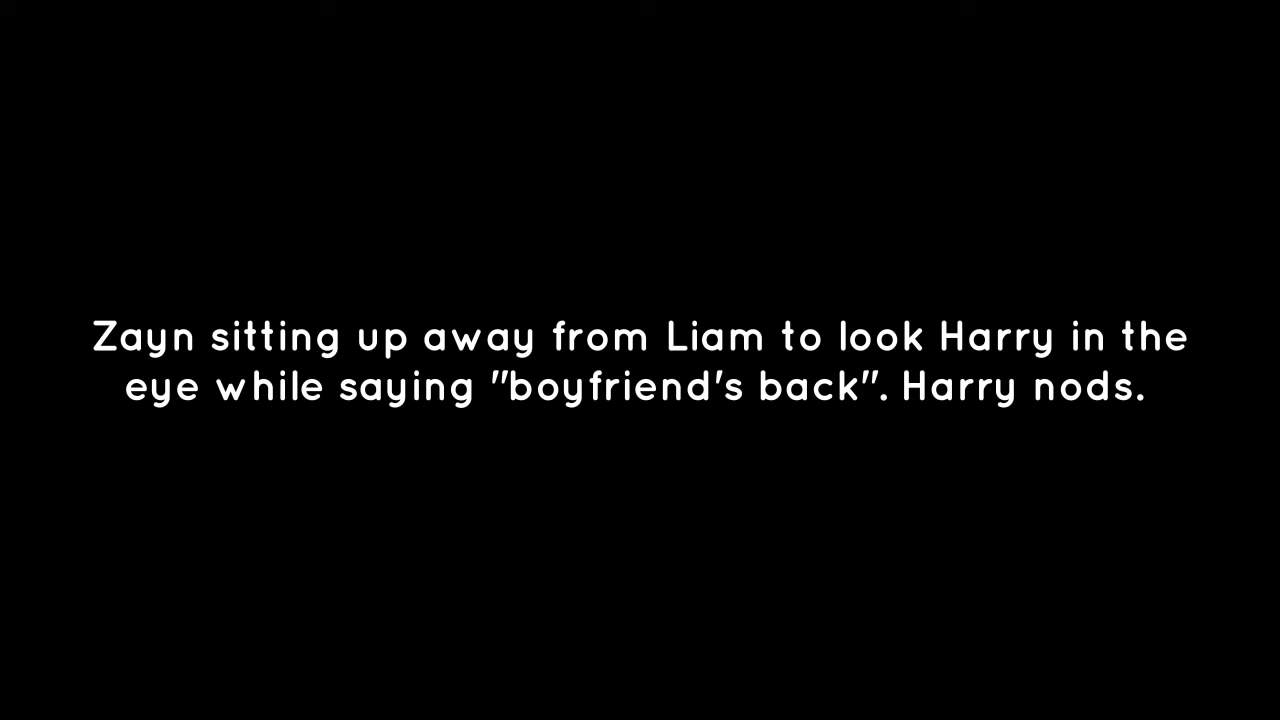 Zayn sitting up away from Liam to look Harry in the
eye while saying "boyfriend's back". Harry nods.